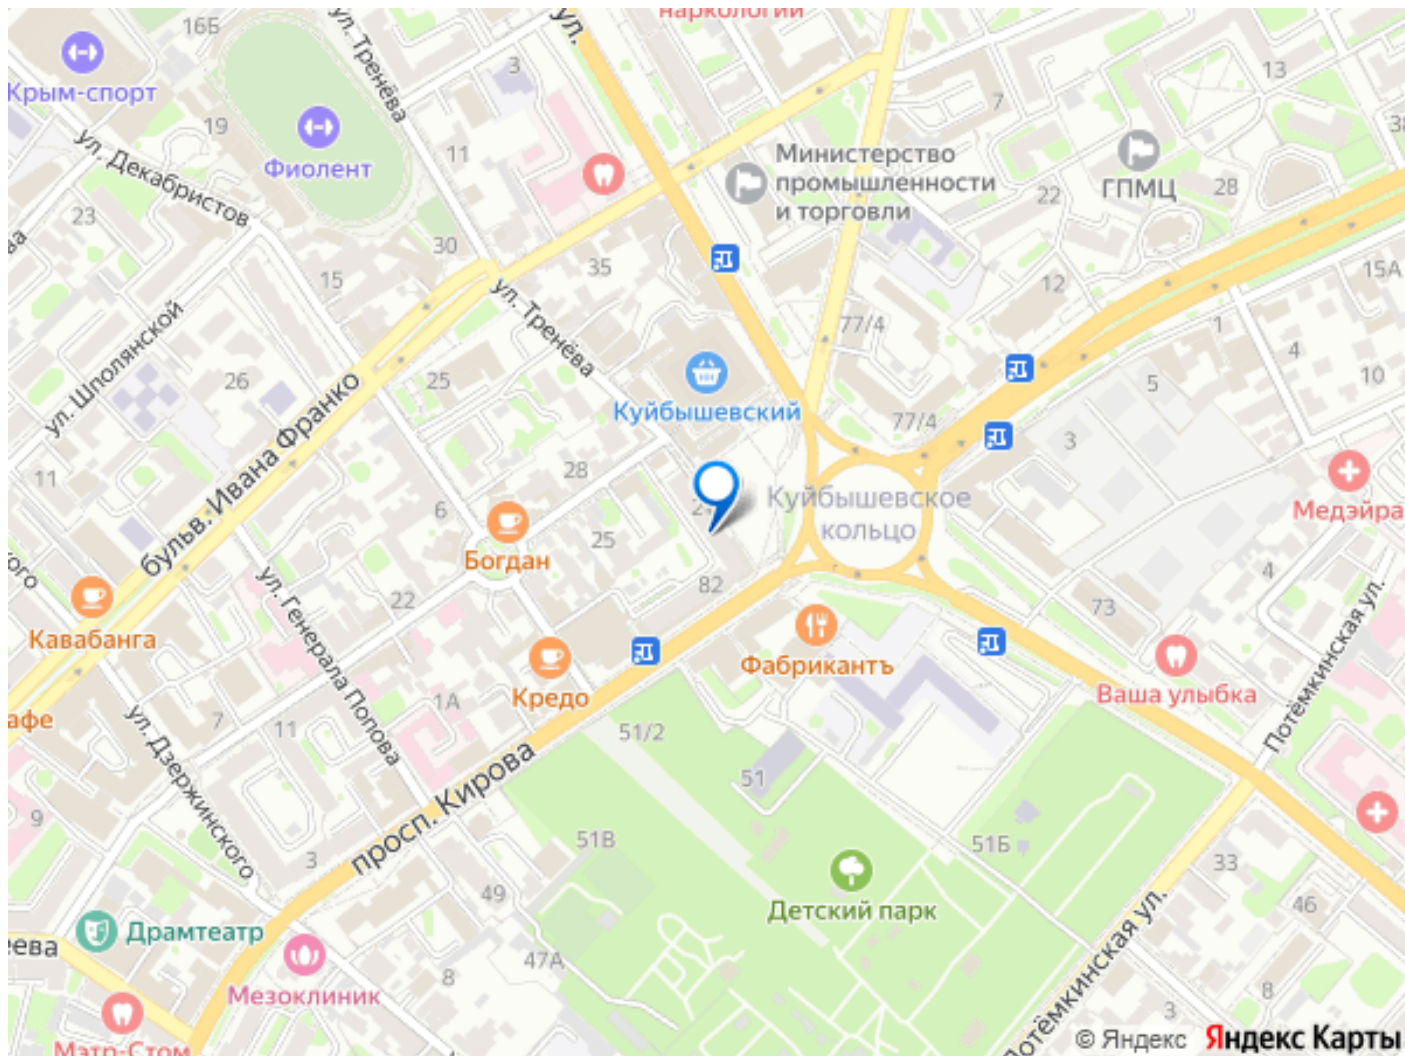 наркологии
16Б
ул. Тренёва
ул.
Крым-спорт
3
13
7
19
11
Фиолент
ул. Декабристов
Министерство
промышленности
и торговли
ГПМЦ
28
22
23
30
15
35
12
15А
ул. Тренёва
77/4
1
4
10
5
ул. Шполянской
26
25
Куйбышевский
77/4
3
11
бульв. Ивана Франко
28
6
Куйбышевское
кольцо
Медэйра
25
Богдан
82
4
22
73
Кавабанга
ул. Генерала Попова
Фабрикантъ
Кредо
Ваша улыбка
Потёмкинская ул.
1А
афе
7
11
51/2
51
ул. Дзержинского
просп. Кирова
9
3
51В
51Б
33
49
Детский парк
46
Драмтеатр
еева
47А
8
Мезоклиник
Потёмкинская ул.
8
3
Мэтр-Стом
© Яндекс Яндекс Карты